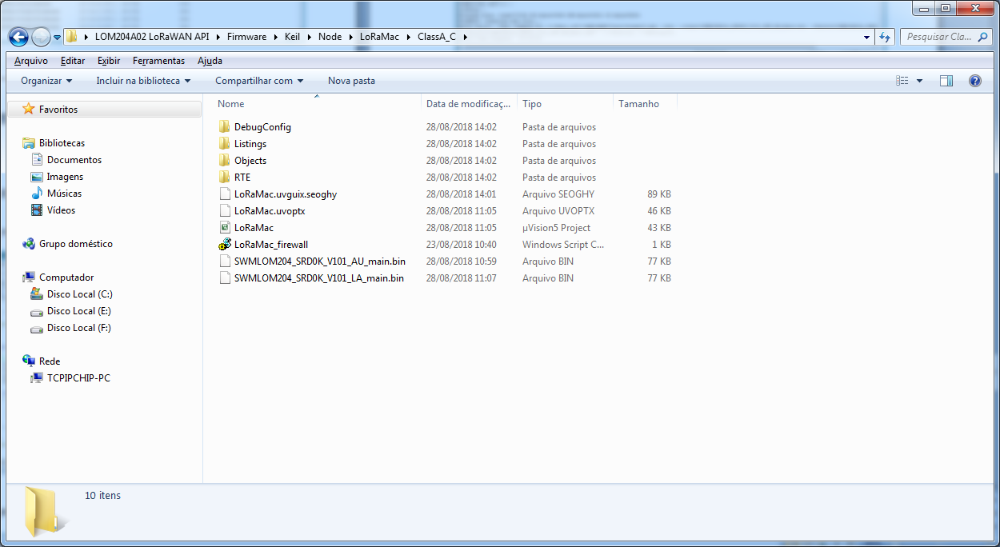 LOM204A02 LoRaWAN API Firmware Keil Node LoRaMac ClassA_C
Pesquisar Cla...
Arquivo Editar Exibir Ferramentas Ajuda
Organizar Incluir na biblioteca Compartilhar com Nova pasta
Favoritos
Bibliotecas
Documentos
Imagens
Músicas
Vídeos
Grupo doméstico
Computador
Disco Local (C:)
Disco Local (E:)
Disco Local (F:)
Rede
TCPIPCHIP-PC
Nome Data de modificaç... Tipo Tamanho
DebugConfig 28/08/2018 14:02 Pasta de arquivos
Listings 28/08/2018 14:02 Pasta de arquivos
Objects 28/08/2018 14:02 Pasta de arquivos
RTE 28/08/2018 14:02 Pasta de arquivos
LoRaMac.uvguix.seoghy 28/08/2018 14:01 Arquivo SEOGHY 89 KB
LoRaMac.uvoptx 28/08/2018 11:05 Arquivo UVOPTX 46 KB
LoRaMac 28/08/2018 11:05 µVision5 Project 43 KB
LoRaMac_firewall 23/08/2018 10:40 Windows Script C... 1 KB
SWMLOM204_SRD0K_V101_AU_main.bin 28/08/2018 10:59 Arquivo BIN 77 KB
SWMLOM204_SRD0K_V101_LA_main.bin 28/08/2018 11:07 Arquivo BIN 77 KB
10 itens